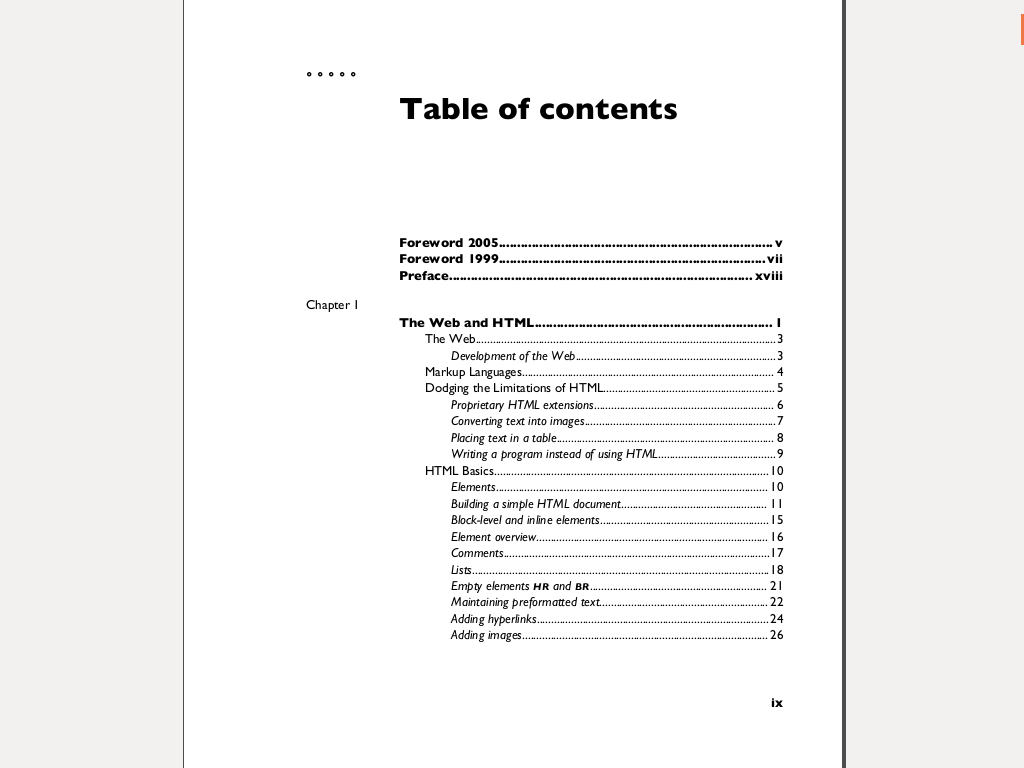 Table of contents
Foreword 2005 v
Foreword 1999 vii
Preface xviii
Chapter 1
The Web and HTML 1
The Web 3
Development of the Web 3
Markup Languages 4
Dodging the Limitations of HTML 5
Proprietary HTML extensions 6
Converting text into images 7
Placing text in a table 8
Writing a program instead of using HTML 9
HTML Basics 10
Elements 10
Building a simple HTML document 11
Block-level and inline elements 15
Element overview 16
Comments 17
Lists 18
Empty elements HR and BR 21
Maintaining preformatted text 22
Adding hyperlinks 24
Adding images 26
ix